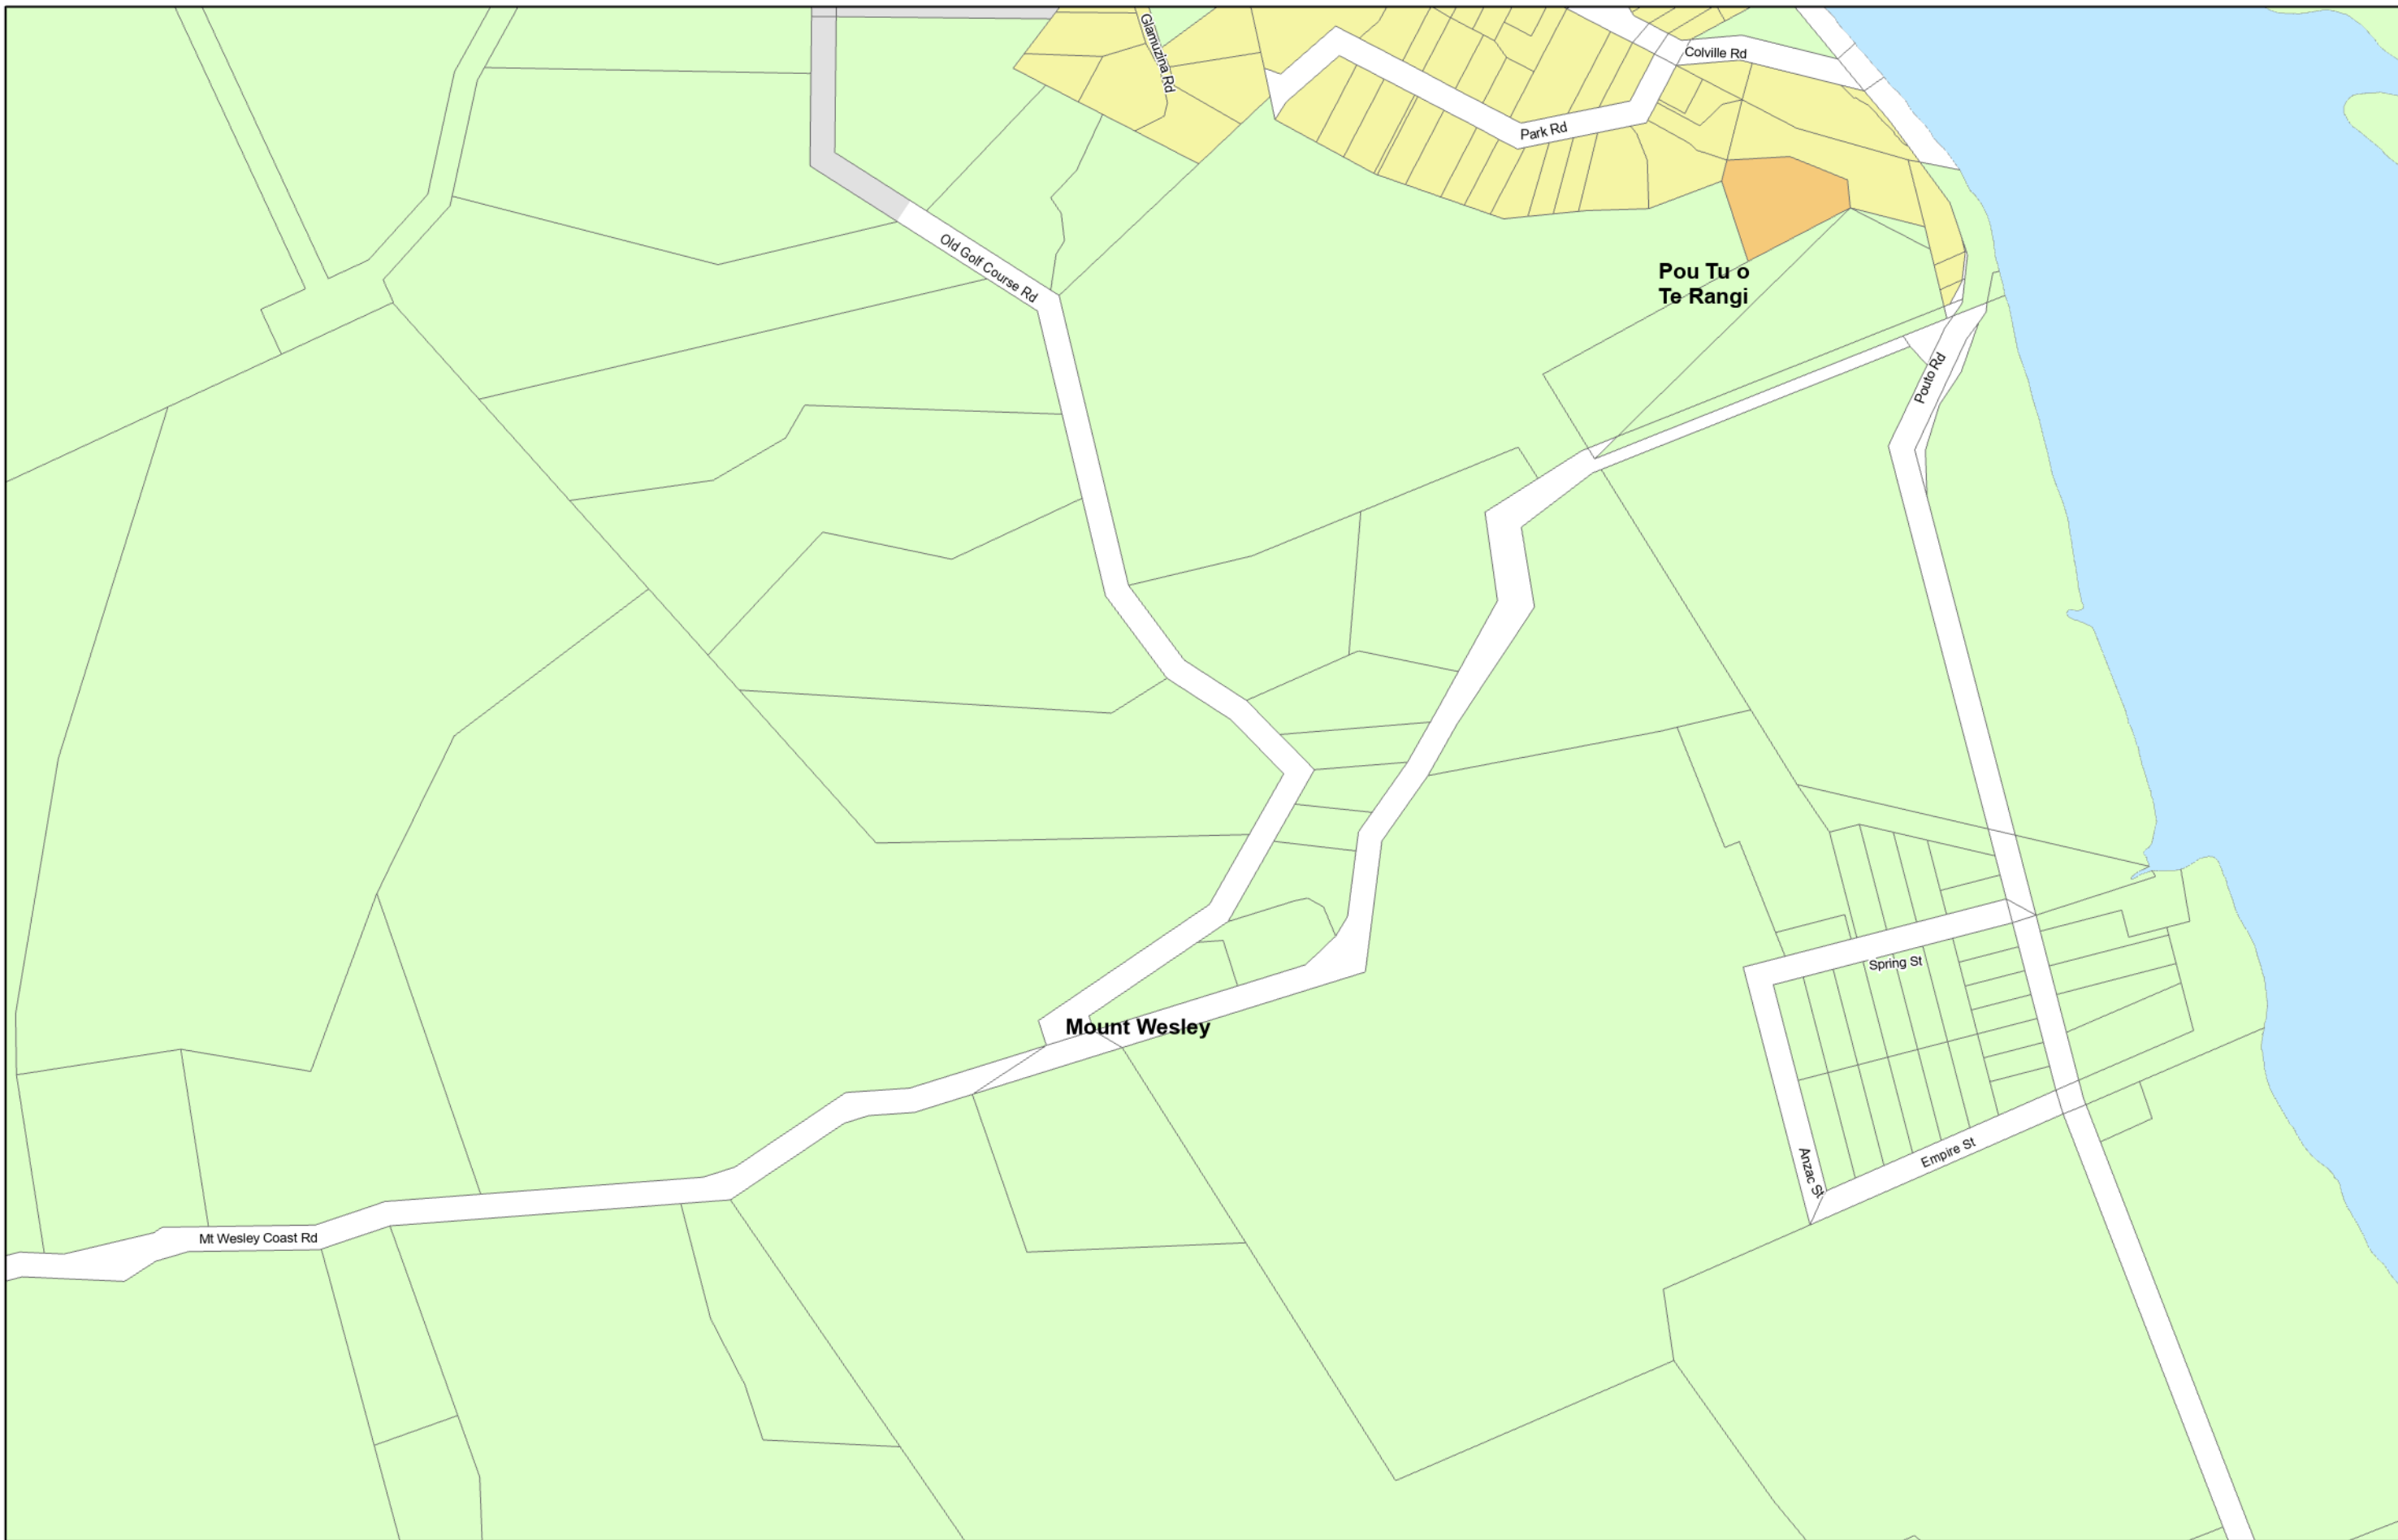 Glamuzina Rd
Colville Rd
Park Rd
Old Golf Course Rd
Pou Tu o
Te Rangi
Pouto Rd
Spring St
Mount Wesley
Anzac St
Empire St
Mt Wesley Coast Rd